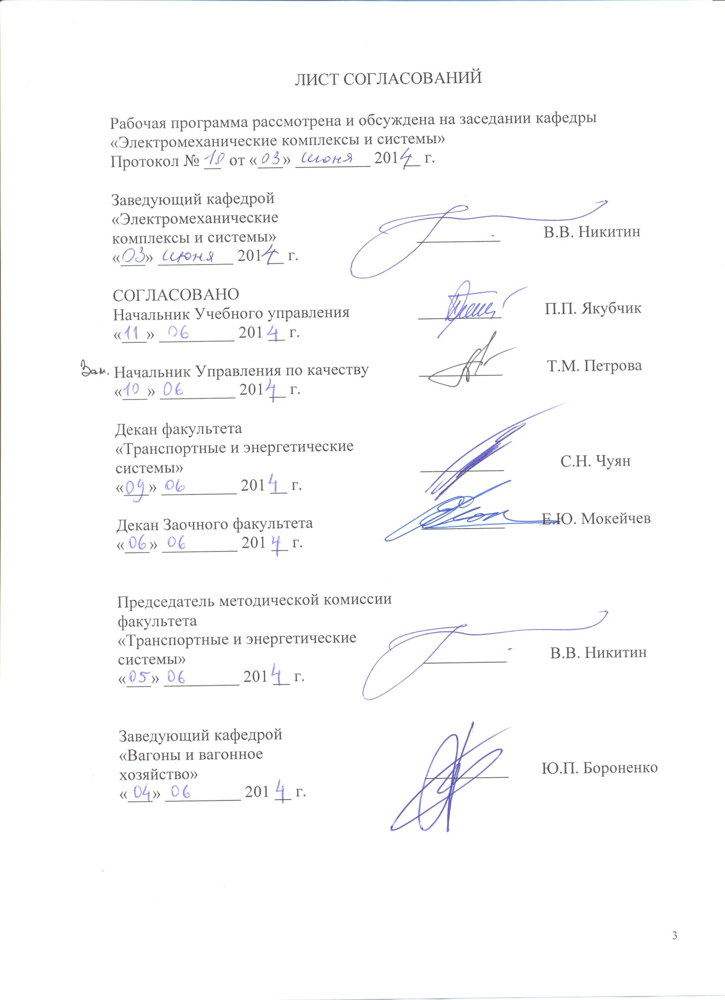 ЛИСТ СОГЛАСОВАНИЙ
Рабочая программа рассмотрена и обсуждена на заседании кафедры
«Электромеханические комплексы и системы»
Протокол № 10 от «03» июня 2014 г.
Заведующий кафедрой
«Электромеханические
комплексы и системы» В.В. Никитин
«03» июня 2014 г.
СОГЛАСОВАНО
Начальник Учебного управления П.П. Якубчик
«11» 06 2014 г.
Зам. Начальник Управления по качеству Т.М. Петрова
«10» 06 2014 г.
Декан факультета
«Транспортные и энергетические
системы» С.Н. Чуян
«09» 06 2014 г.
Декан Заочного факультета Е.Ю. Мокейчев
«06» 06 2014 г.
Председатель методической комиссии
факультета
«Транспортные и энергетические
системы» В.В. Никитин
«05» 06 2014 г.
Заведующий кафедрой
«Вагоны и вагонное
хозяйство» Ю.П. Бороненко
«04» 06 2014 г.
3